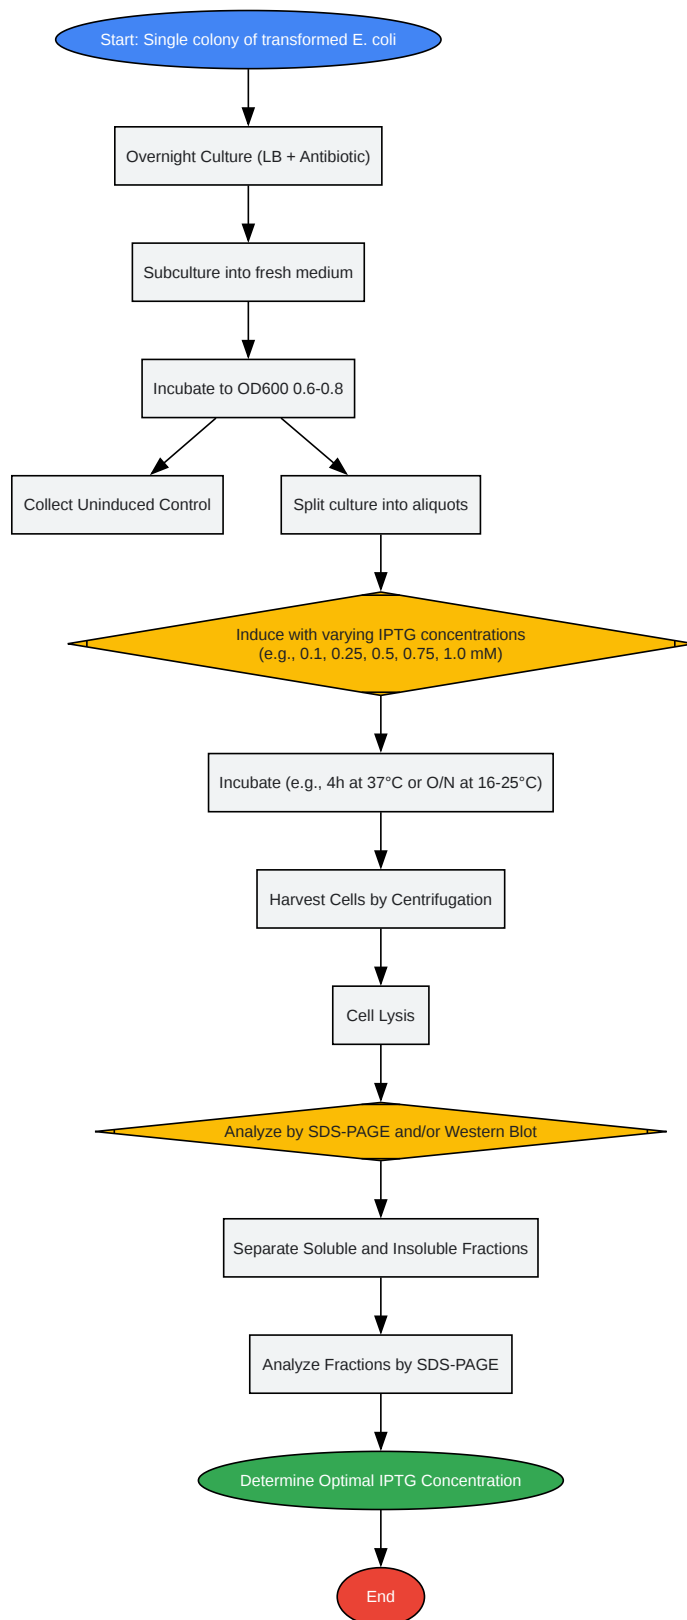 Start: Single colony of transformed E. coli
Overnight Culture (LB + Antibiotic)
Subculture into fresh medium
Incubate to OD600 0.6-0.8
Collect Uninduced Control
Split culture into aliquots
Induce with varying IPTG concentrations
(e.g., 0.1, 0.25, 0.5, 0.75, 1.0 mM)
Incubate (e.g., 4h at 37°C or O/N at 16-25°C)
Harvest Cells by Centrifugation
Cell Lysis
Analyze by SDS-PAGE and/or Western Blot
Separate Soluble and Insoluble Fractions
Analyze Fractions by SDS-PAGE
Determine Optimal IPTG Concentration
End